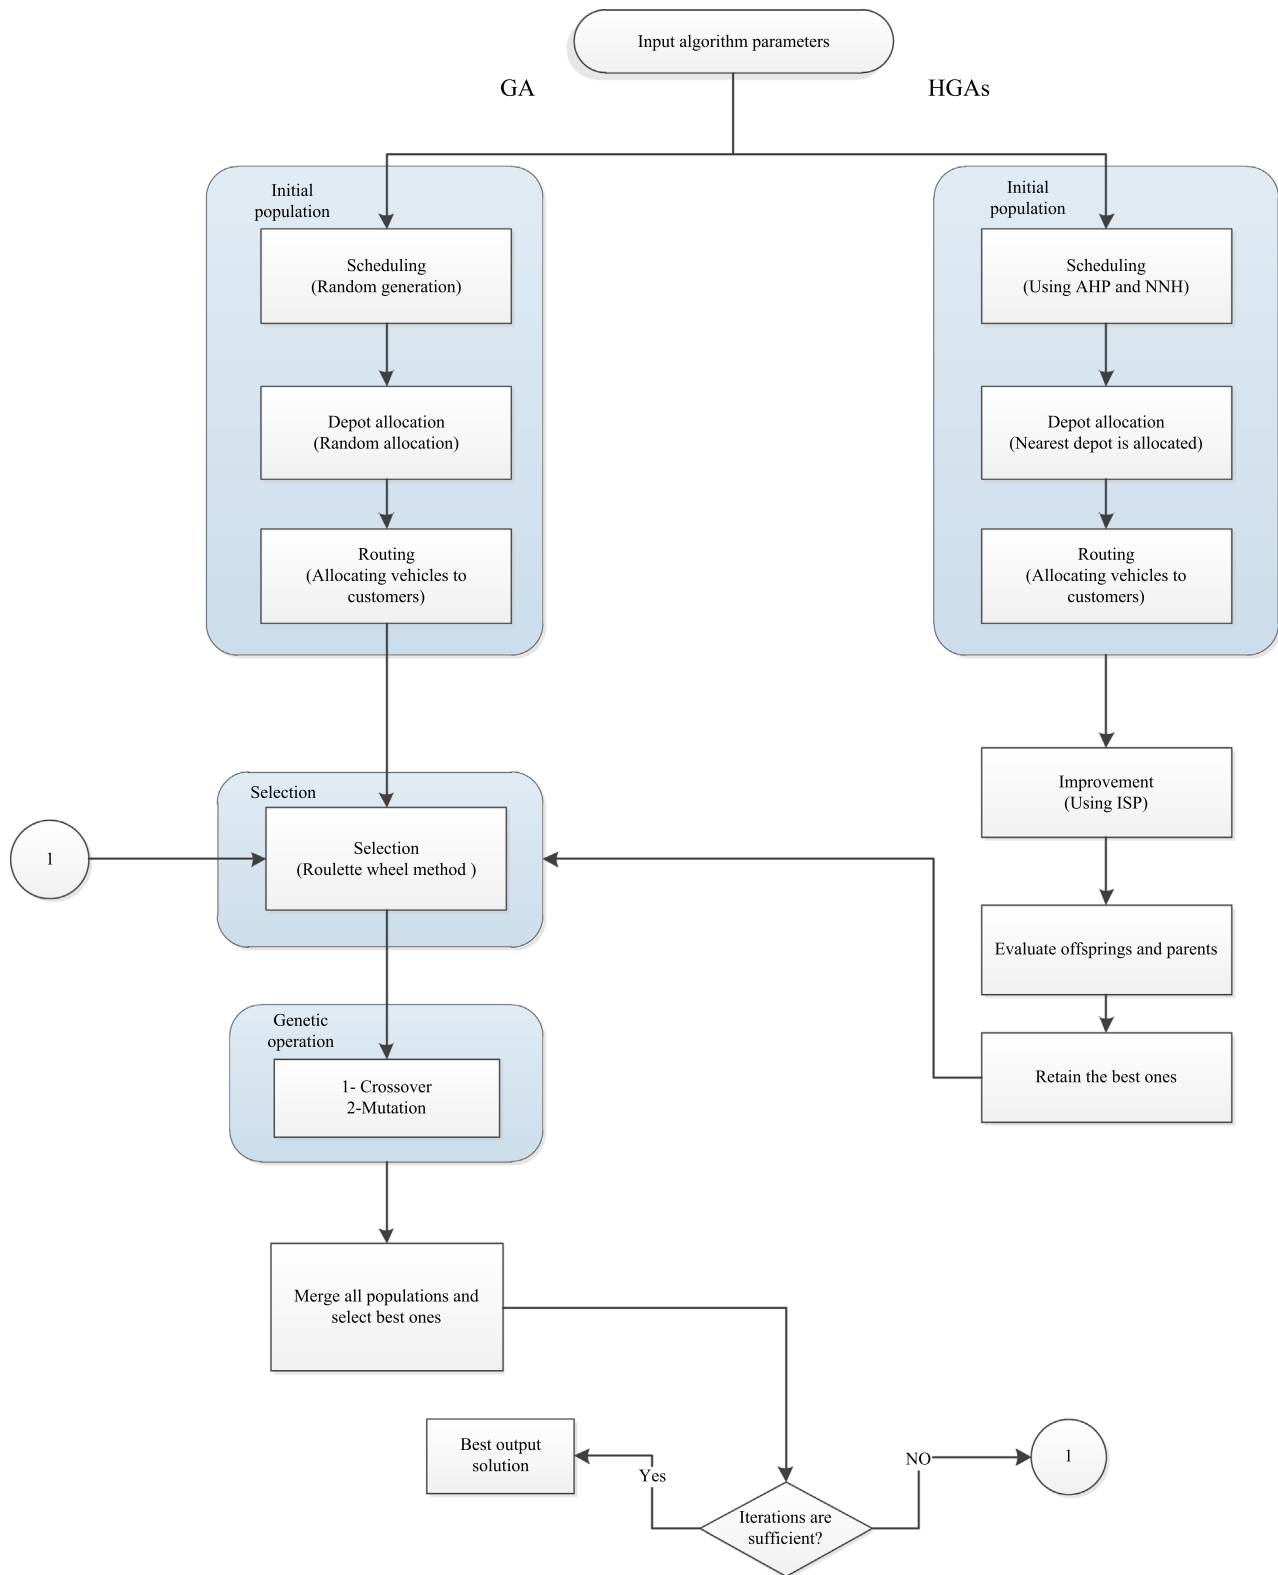 Input algorithm parameters
GA
HGAs
Initial
population
Scheduling
(Random generation)
Depot allocation
(Random allocation)
Routing
(Allocating vehicles to
customers)
Initial
population
Scheduling
(Using AHP and NNH)
Depot allocation
(Nearest depot is allocated)
Routing
(Allocating vehicles to
customers)
Improvement
(Using ISP)
Evaluate offsprings and parents
Retain the best ones
1
Selection
Selection
(Roulette wheel method )
Genetic
operation
1- Crossover
2-Mutation
Merge all populations and
select best ones
Best output
solution
Yes
Iterations are
sufficient?
NO
1